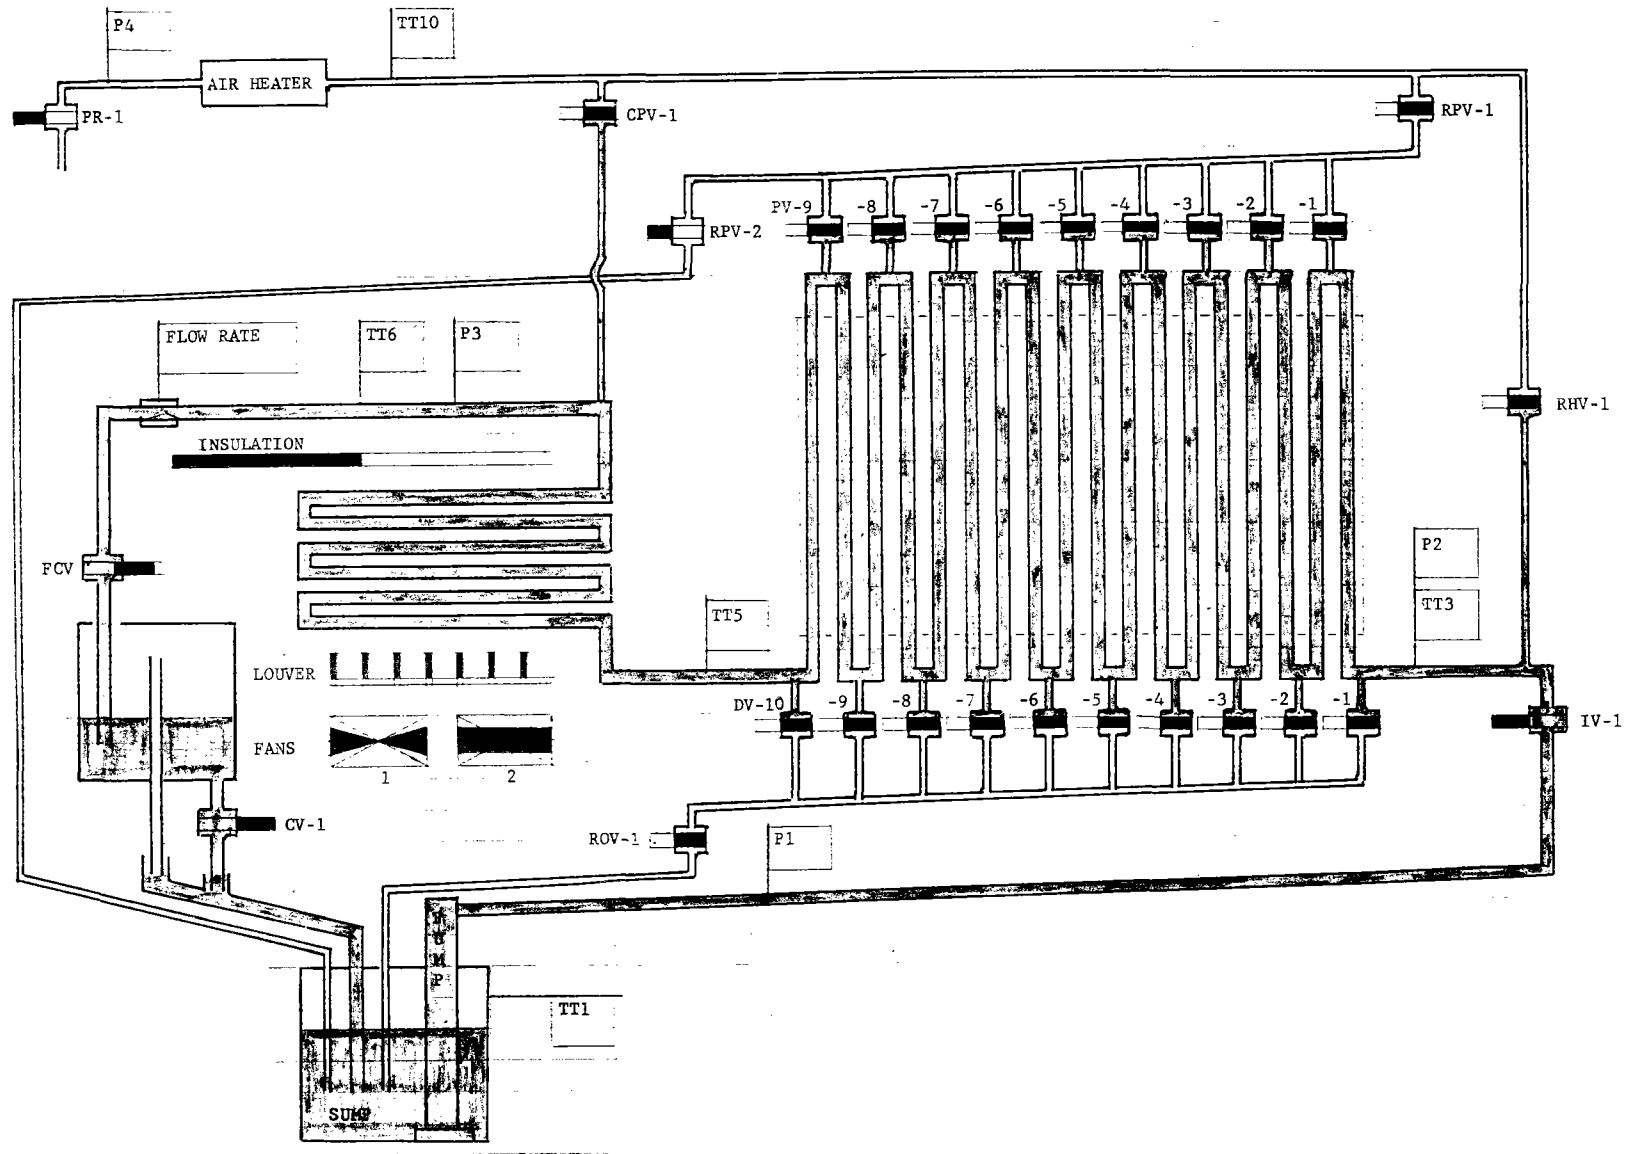 P4
TT10
AIR HEATER
PR-1
CPV-1
RPV-1
PV-9 -8 -7 -6 -5 -4 -3 -2 -1
RPV-2
FLOW RATE
TT6
P3
RHV-1
INSULATION
FCV
P2
TT3
TT5
LOUVER
DV-10 -9 -8 -7 -6 -5 -4 -3 -2 -1
IV-1
FANS
1 2
CV-1
ROV-1
P1
PUMP
TT1
SUMP